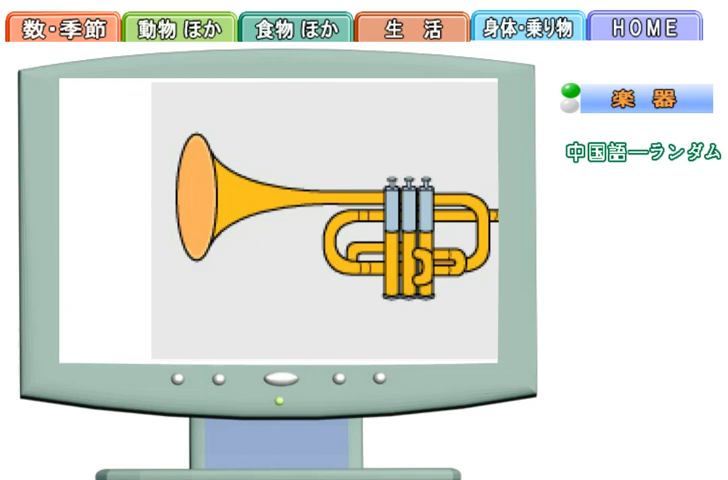 数・季節 動物 ほか 食物 ほか 生 活 身体・乗り物 HOME
楽 器
中国語―ランダム